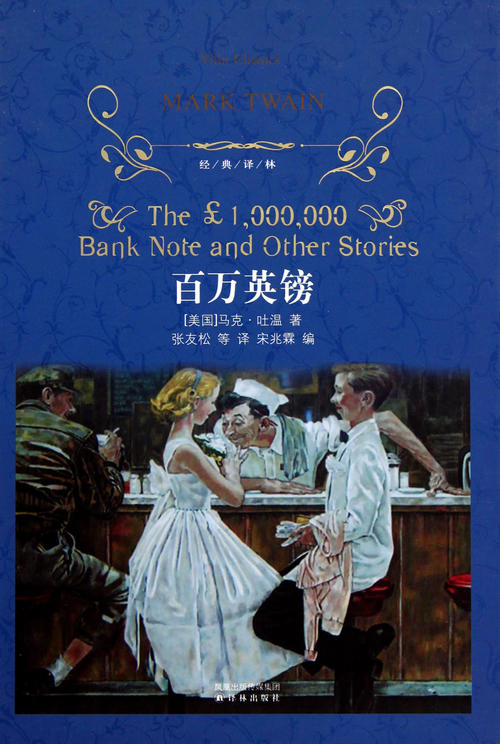 Yilin Classics
MARK TWAIN
经/典/译/林
The £1,000,000
Bank Note and Other Stories
百万英镑
[美国]马克·吐温 著
张友松 等 译 宋兆霖 编
凤凰出版传媒集团
译林出版社